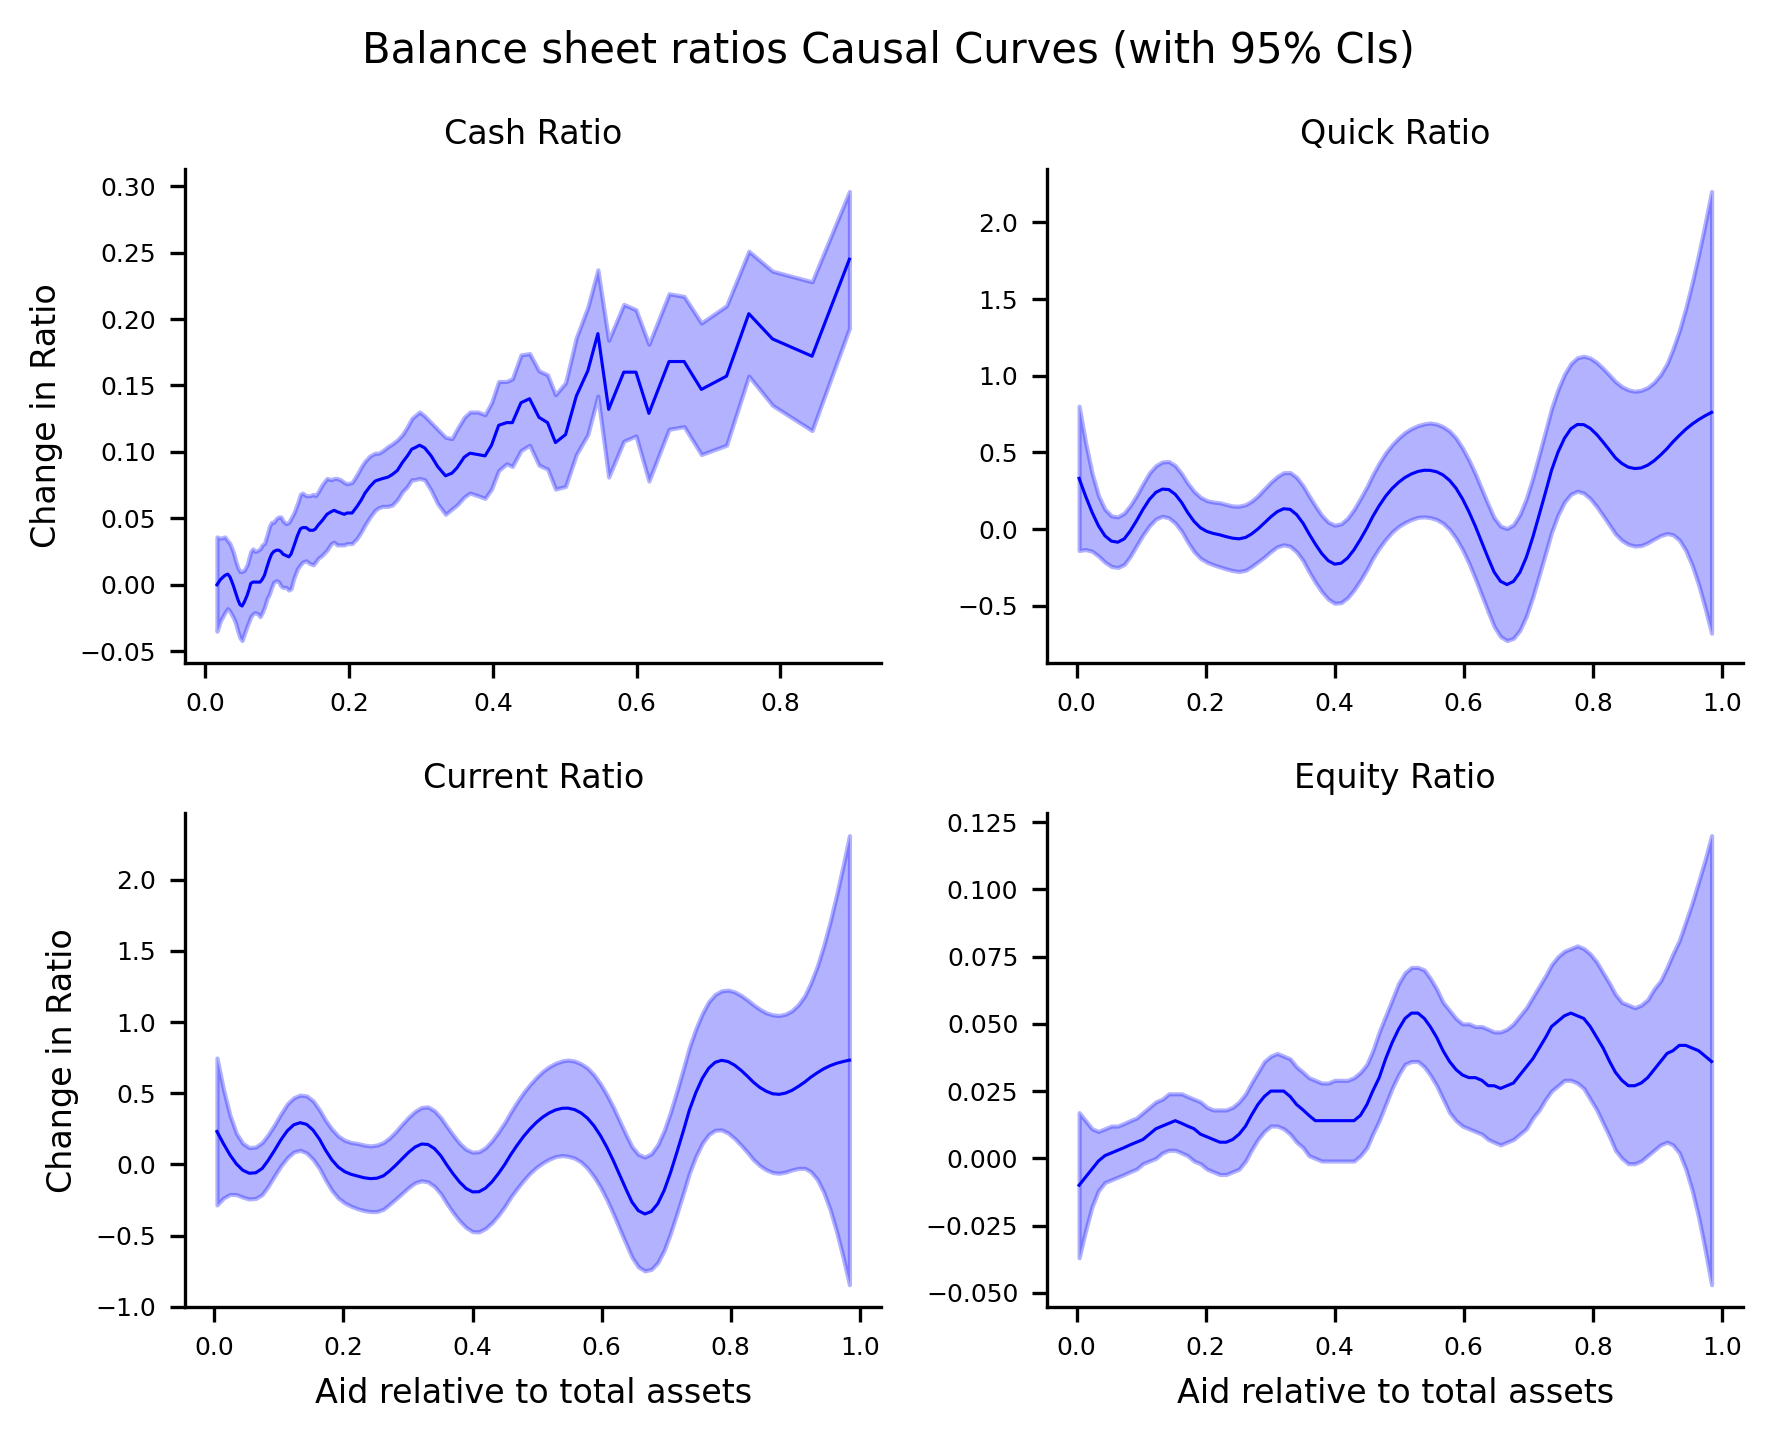 Balance sheet ratios Causal Curves (with 95% CIs)
Cash Ratio
Change in Ratio
0.30
0.25
0.20
0.15
0.10
0.05
0.00
−0.05
0.0 0.2 0.4 0.6 0.8
Quick Ratio
2.0
1.5
1.0
0.5
0.0
−0.5
0.0 0.2 0.4 0.6 0.8 1.0
Current Ratio
Change in Ratio
2.0
1.5
1.0
0.5
0.0
−0.5
−1.0
0.0 0.2 0.4 0.6 0.8 1.0
Aid relative to total assets
Equity Ratio
0.125
0.100
0.075
0.050
0.025
0.000
−0.025
−0.050
0.0 0.2 0.4 0.6 0.8 1.0
Aid relative to total assets